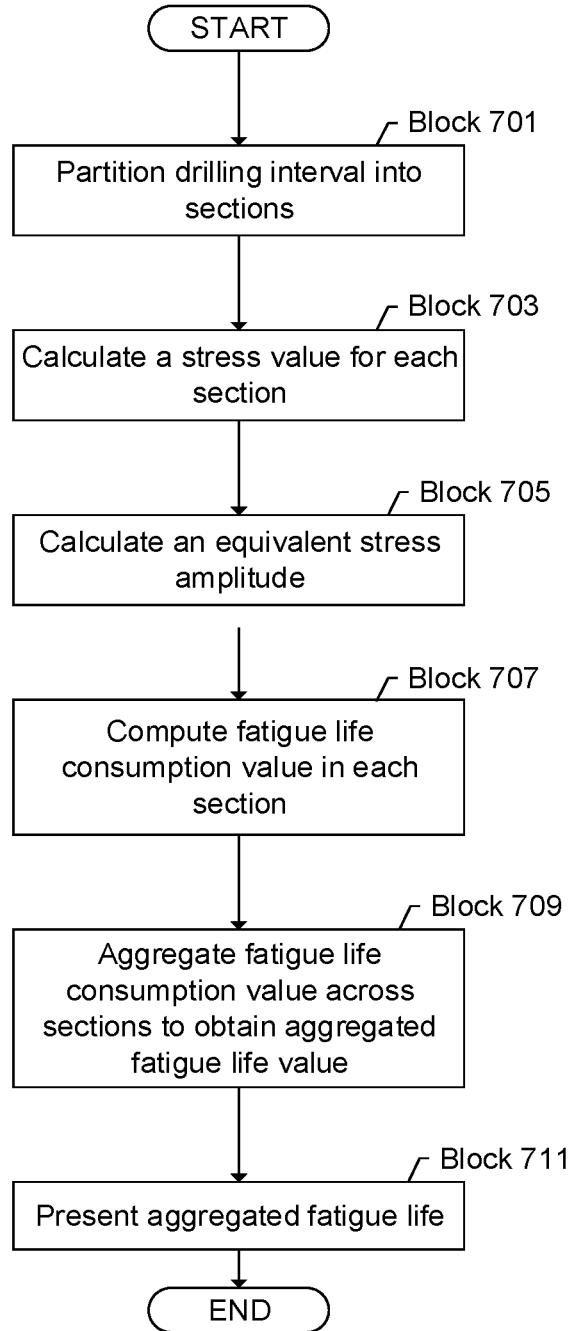 START
Block 701
Partition drilling interval into
sections
Block 703
Calculate a stress value for each
section
Block 705
Calculate an equivalent stress
amplitude
Block 707
Compute fatigue life
consumption value in each
section
Block 709
Aggregate fatigue life
consumption value across
sections to obtain aggregated
fatigue life value
Block 711
Present aggregated fatigue life
END